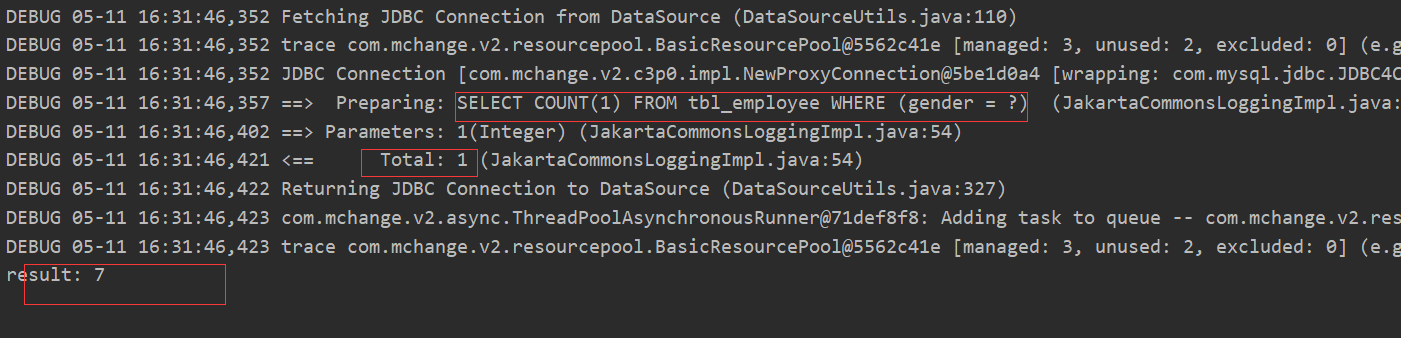 DEBUG 05-11 16:31:46,352 Fetching JDBC Connection from DataSource (DataSourceUtils.java:110)
DEBUG 05-11 16:31:46,352 trace com.mchange.v2.resourcepool.BasicResourcePool@5562c41e [managed: 3, unused: 2, excluded: 0] (e.g
DEBUG 05-11 16:31:46,352 JDBC Connection [com.mchange.v2.c3p0.impl.NewProxyConnection@5be1d0a4 [wrapping: com.mysql.jdbc.JDBC4C
DEBUG 05-11 16:31:46,357 ==>  Preparing: SELECT COUNT(1) FROM tbl_employee WHERE (gender = ?)  (JakartaCommonsLoggingImpl.java:
DEBUG 05-11 16:31:46,402 ==> Parameters: 1(Integer) (JakartaCommonsLoggingImpl.java:54)
DEBUG 05-11 16:31:46,421 <==      Total: 1 (JakartaCommonsLoggingImpl.java:54)
DEBUG 05-11 16:31:46,422 Returning JDBC Connection to DataSource (DataSourceUtils.java:327)
DEBUG 05-11 16:31:46,423 com.mchange.v2.async.ThreadPoolAsynchronousRunner@71def8f8: Adding task to queue -- com.mchange.v2.res
DEBUG 05-11 16:31:46,423 trace com.mchange.v2.resourcepool.BasicResourcePool@5562c41e [managed: 3, unused: 2, excluded: 0] (e.g
result: 7